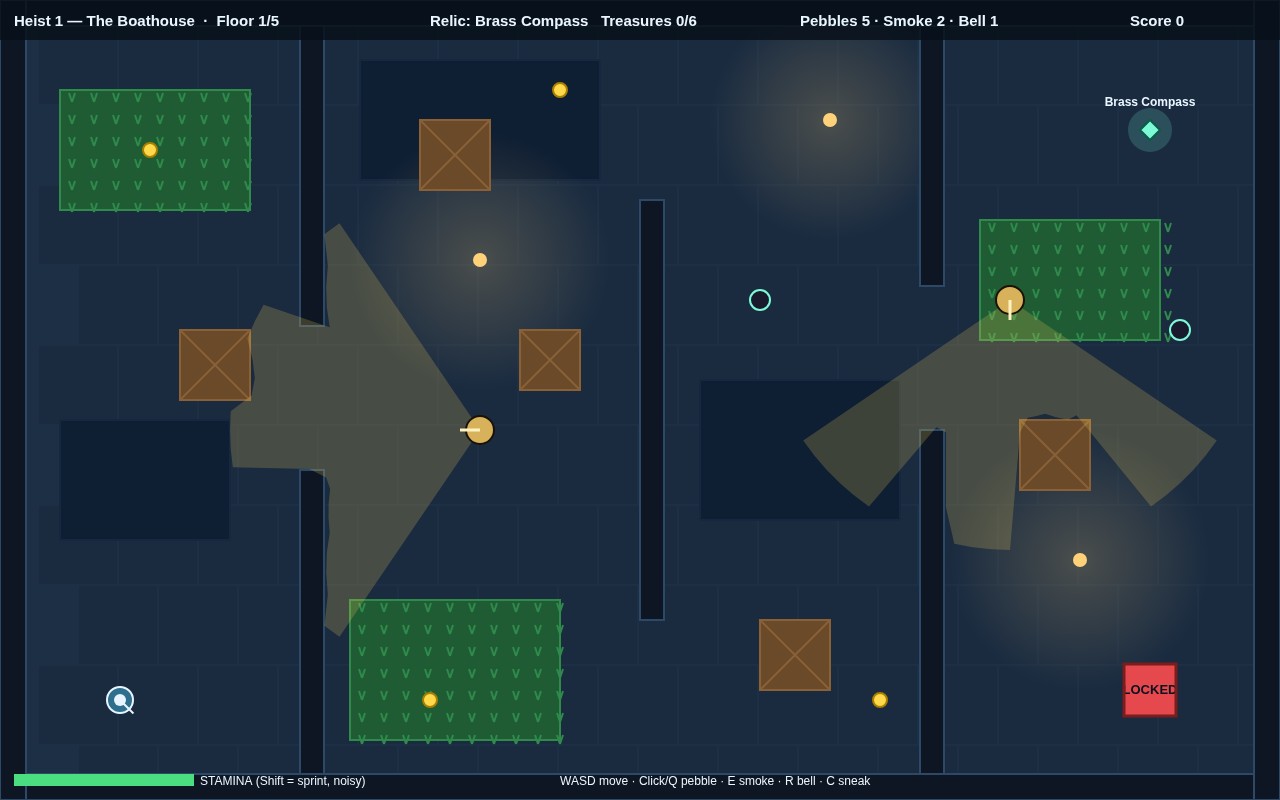 Heist 1 — The Boathouse · Floor 1/5
Relic: Brass Compass Treasures 0/6
Pebbles 5 · Smoke 2 · Bell 1
Score 0
Brass Compass
LOCKED
STAMINA (Shift = sprint, noisy)
WASD move · Click/Q pebble · E smoke · R bell · C sneak